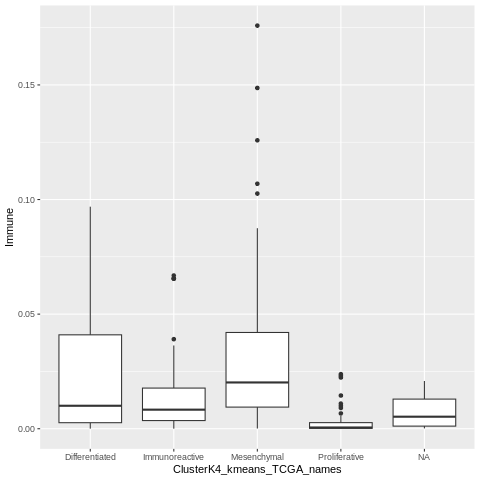 Immune
0.15
0.10
0.05
0.00
Differentiated Immunoreactive Mesenchymal Proliferative NA
ClusterK4_kmeans_TCGA_names